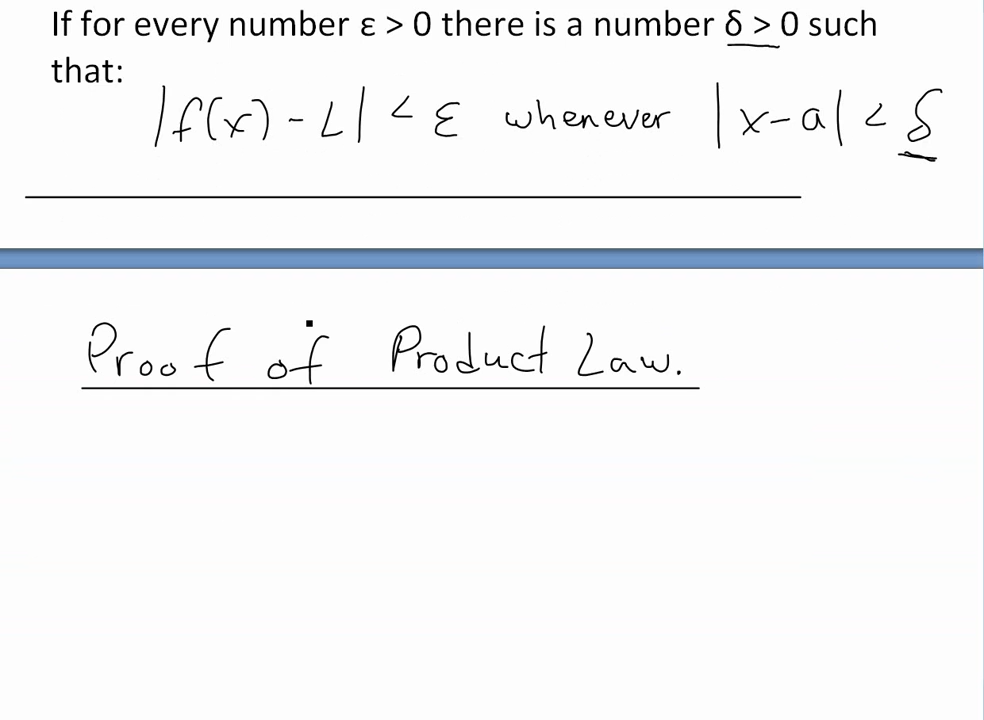 If for every number ε > 0 there is a number δ > 0 such
that:
|f(x) - L| < ε whenever |x-a| < δ
Proof of Product Law.